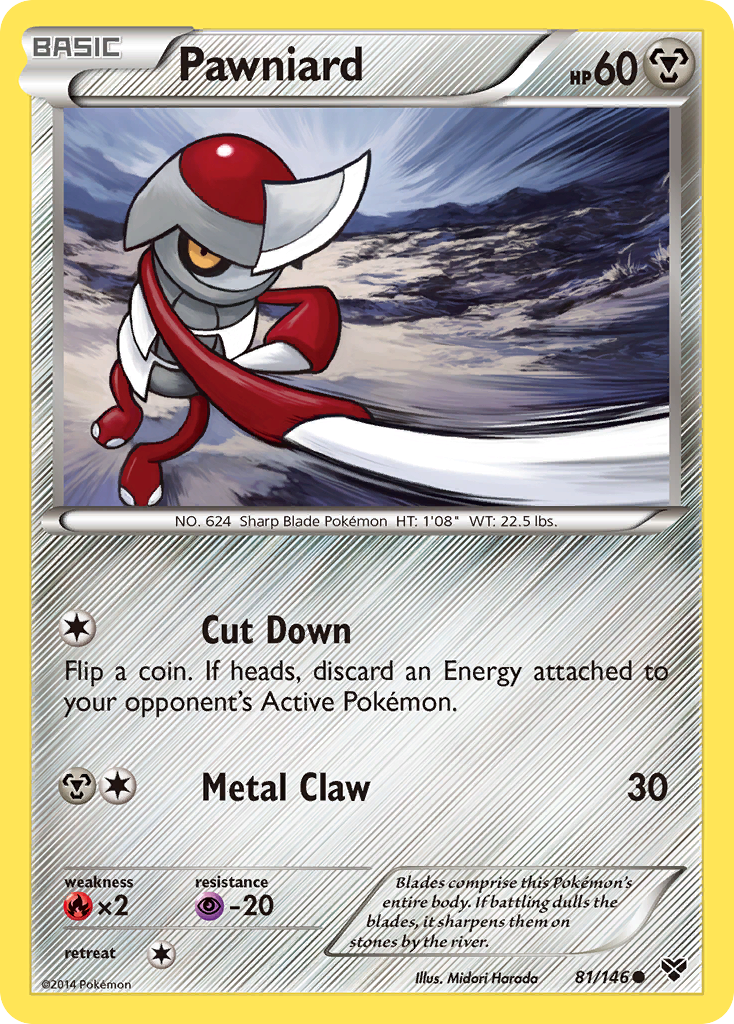 BASIC
Pawniard
HP60
NO. 624 Sharp Blade Pokémon HT: 1'08" WT: 22.5 lbs.
Cut Down
Flip a coin. If heads, discard an Energy attached to
your opponent's Active Pokémon.
Metal Claw 30
weakness resistance
×2 -20
retreat
Blades comprise this Pokémon's
entire body. If battling dulls the
blades, it sharpens them on
stones by the river.
©2014 Pokémon
Illus. Midori Harada
81/146